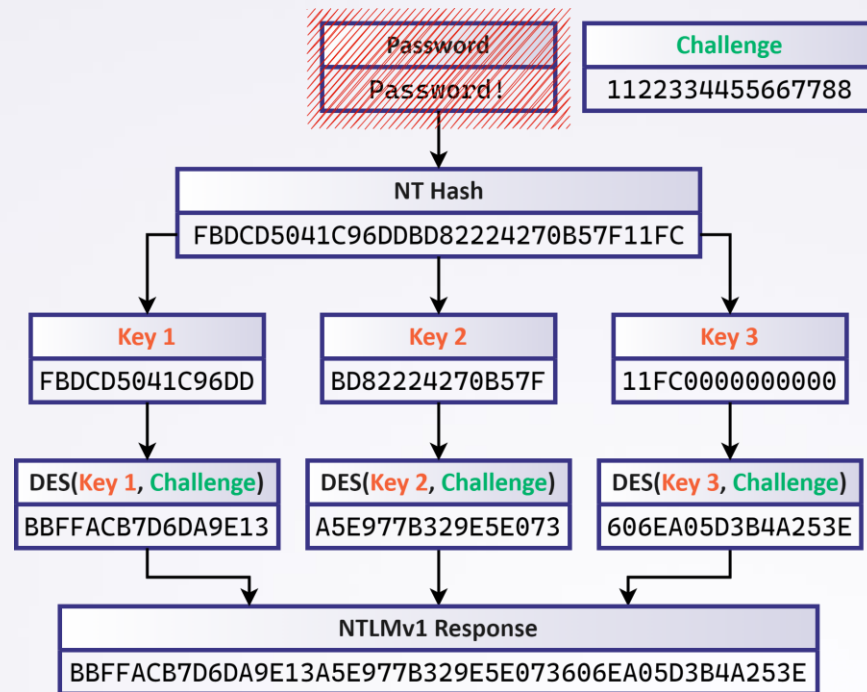 Password
Password!
Challenge
1122334455667788
NT Hash
FBDCD5041C96DDBD82224270B57F11FC
Key 1
FBDCD5041C96DD
Key 2
BD82224270B57F
Key 3
11FC0000000000
DES(Key 1, Challenge)
BBFFACB7D6DA9E13
DES(Key 2, Challenge)
A5E977B329E5E073
DES(Key 3, Challenge)
606EA05D3B4A253E
NTLMv1 Response
BBFFACB7D6DA9E13A5E977B329E5E073606EA05D3B4A253E